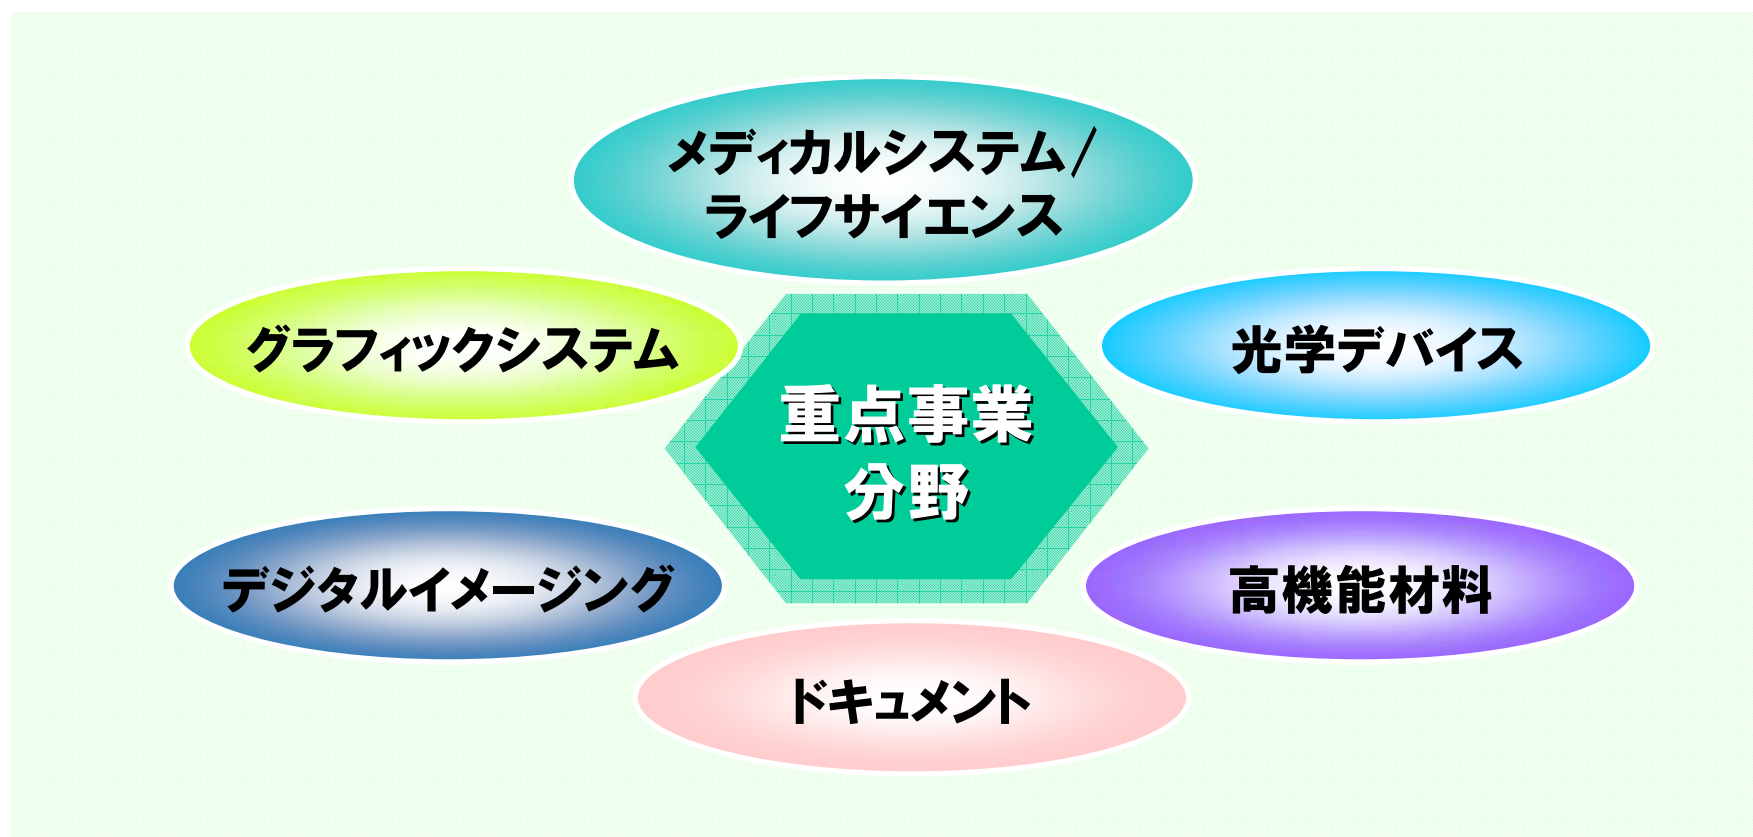 メディカルシステム/
ライフサイエンス
グラフィックシステム
光学デバイス
重点事業
分野
デジタルイメージング
高機能材料
ドキュメント